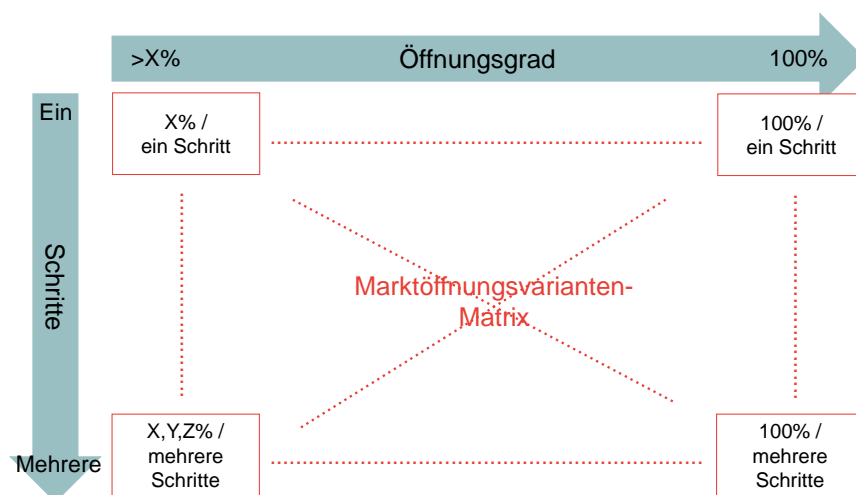 >X% Öffnungsgrad 100%
Ein
X% /
ein Schritt
100% /
ein Schritt
Schritte
Marktöffnungsvarianten-
Matrix
Mehrere
X,Y,Z% /
mehrere
Schritte
100% /
mehrere
Schritte